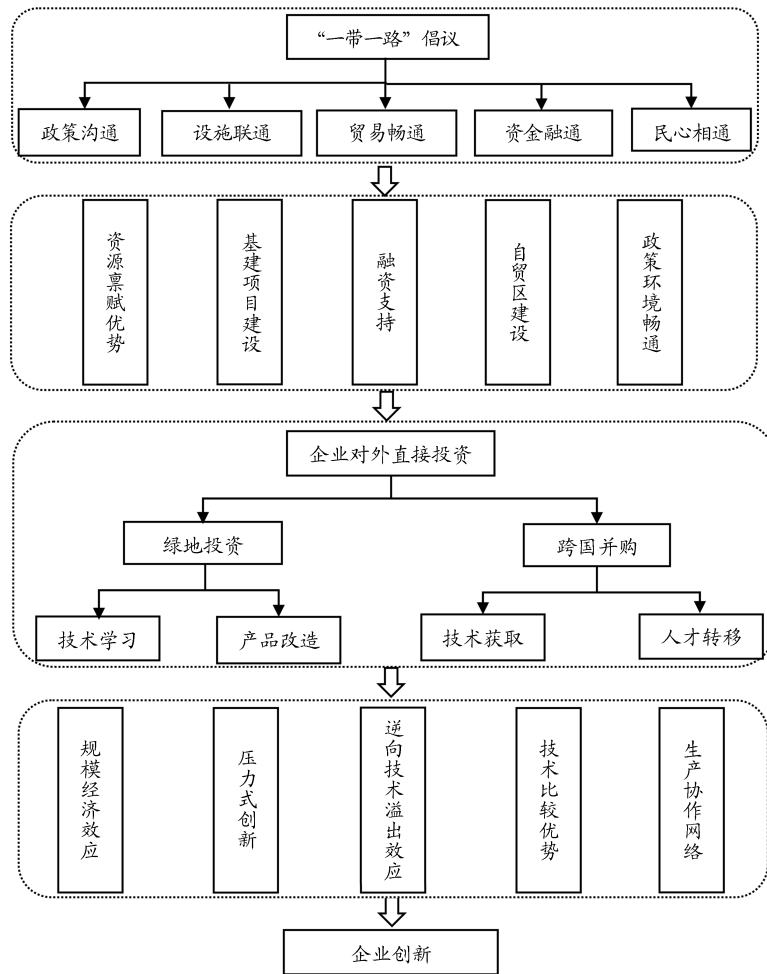 “一带一路”倡议
政策沟通
设施联通
贸易畅通
资金融通
民心相通
资源禀赋优势
基建项目建设
融资支持
自贸区建设
政策环境畅通
企业对外直接投资
绿地投资
跨国并购
技术学习
产品改造
技术获取
人才转移
规模经济效应
压力式创新
逆向技术溢出效应
技术比较优势
生产协作网络
企业创新